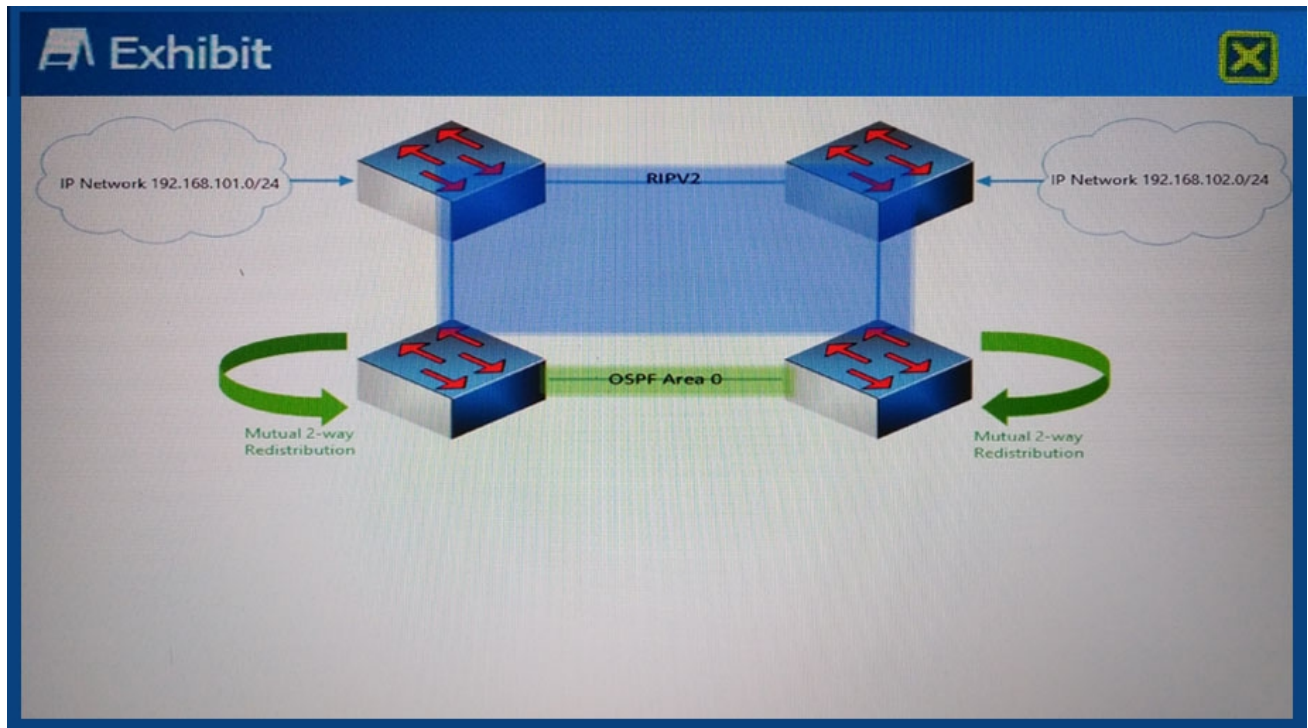 Exhibit
IP Network 192.168.101.0/24
RIPV2
IP Network 192.168.102.0/24
OSPF Area 0
Mutual 2-way
Redistribution
Mutual 2-way
Redistribution